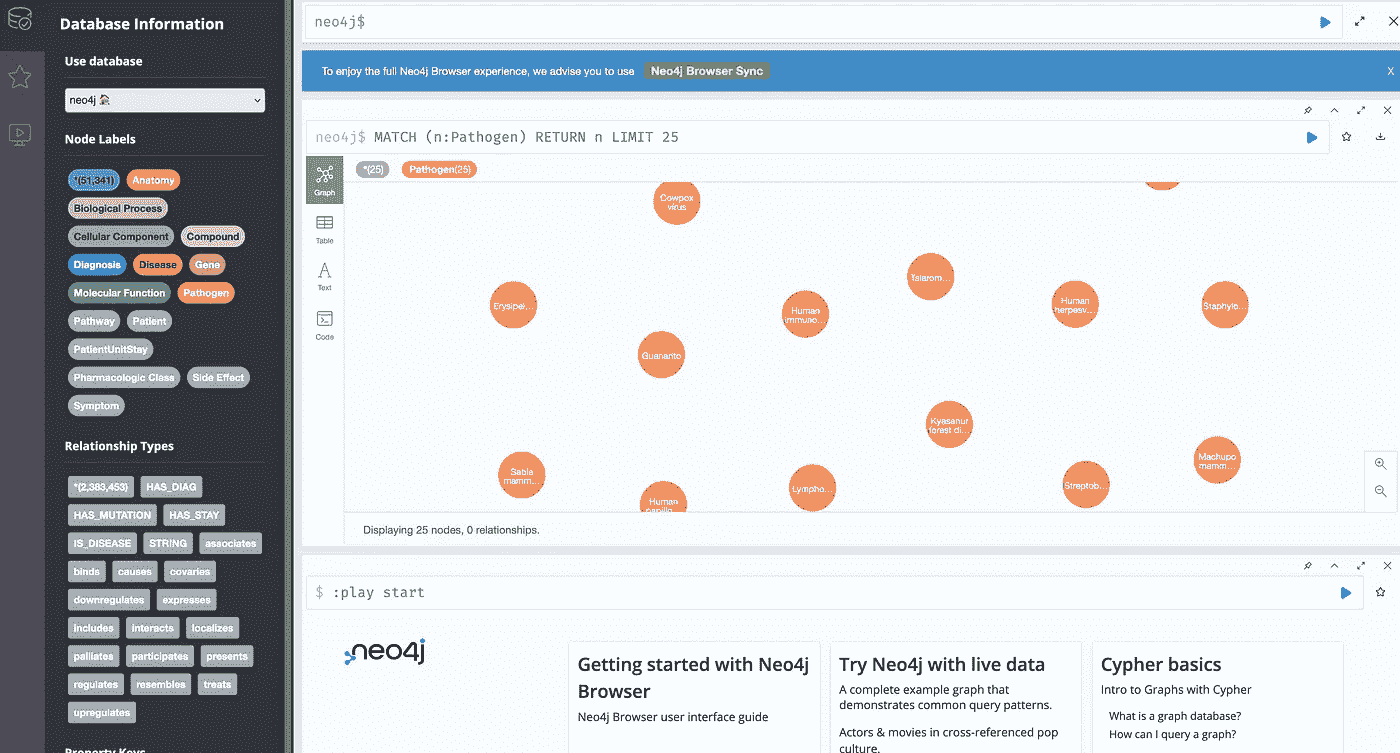 Database Information
Use database
neo4j
Node Labels
*(51,341) Anatomy
Biological Process
Cellular Component Compound
Diagnosis Disease Gene
Molecular Function Pathogen
Pathway Patient
PatientUnitStay
Pharmacologic Class Side Effect
Symptom
Relationship Types
*(2,383,453) HAS_DIAG
HAS_MUTATION HAS_STAY
IS_DISEASE STRING associates
binds causes covaries
downregulates expresses
includes interacts localizes
palliates participates presents
regulates resembles treats
upregulates
Property Keys
neo4j$
To enjoy the full Neo4j Browser experience, we advise you to use Neo4j Browser Sync X
neo4j$ MATCH (n:Pathogen) RETURN n LIMIT 25
Graph
Table
Text
Code
*(25) Pathogen(25)
Cowpox
virus
Talarom...
Erysipel...
Human
immuno...
Human
herpesv...
Staphylo...
Guanarito
Kyasanur
forest di...
Machupo
mamm...
Sabia
mamm...
Lympho...
Streptob...
Human
papillo...
Displaying 25 nodes, 0 relationships.
$ :play start
neo4j
Getting started with Neo4j
Browser
Neo4j Browser user interface guide
Try Neo4j with live data
A complete example graph that
demonstrates common query patterns.
Actors & movies in cross-referenced pop
culture.
Cypher basics
Intro to Graphs with Cypher
What is a graph database?
How can I query a graph?